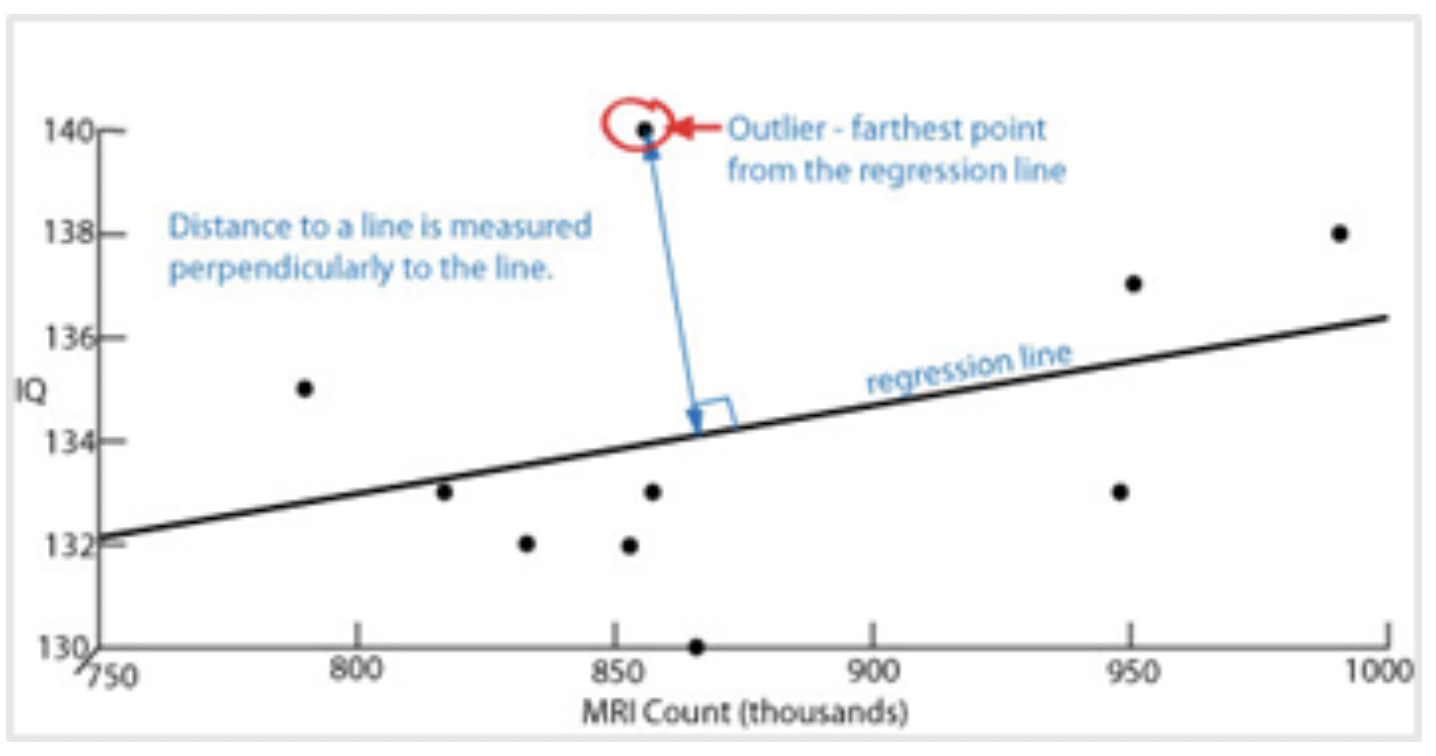 140
Outlier - farthest point
from the regression line
138
Distance to a line is measured
perpendicularly to the line.
136
regression line
IQ
134
132
130
750
800
850
900
950
1000
MRI Count (thousands)